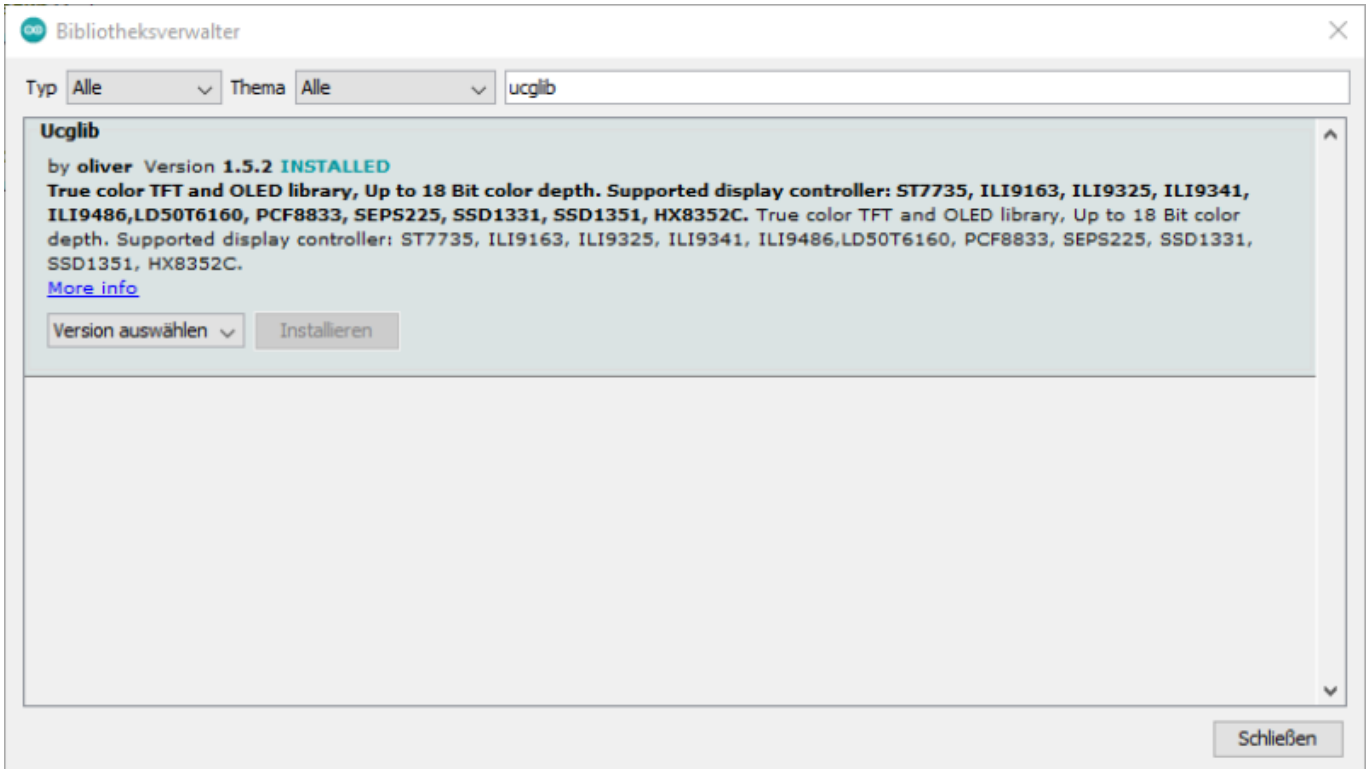 Bibliotheksverwalter
Typ Alle Thema Alle ucglib
Ucglib
by oliver Version 1.5.2 INSTALLED
True color TFT and OLED library, Up to 18 Bit color depth. Supported display controller: ST7735, ILI9163, ILI9325, ILI9341,
ILI9486,LD50T6160, PCF8833, SEPS225, SSD1331, SSD1351, HX8352C. True color TFT and OLED library, Up to 18 Bit color
depth. Supported display controller: ST7735, ILI9163, ILI9325, ILI9341, ILI9486,LD50T6160, PCF8833, SEPS225, SSD1331,
SSD1351, HX8352C.
More info
Version auswählen Installieren
Schließen